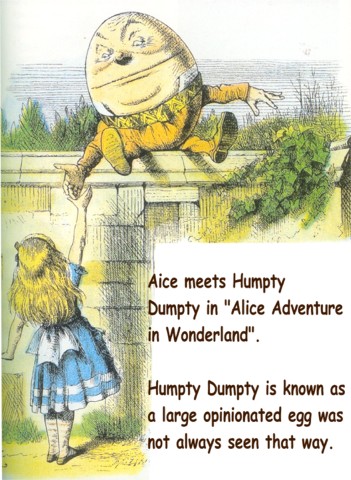 Aice meets Humpty
Dumpty in "Alice Adventure
in Wonderland".
Humpty Dumpty is known as
a large opinionated egg was
not always seen that way.